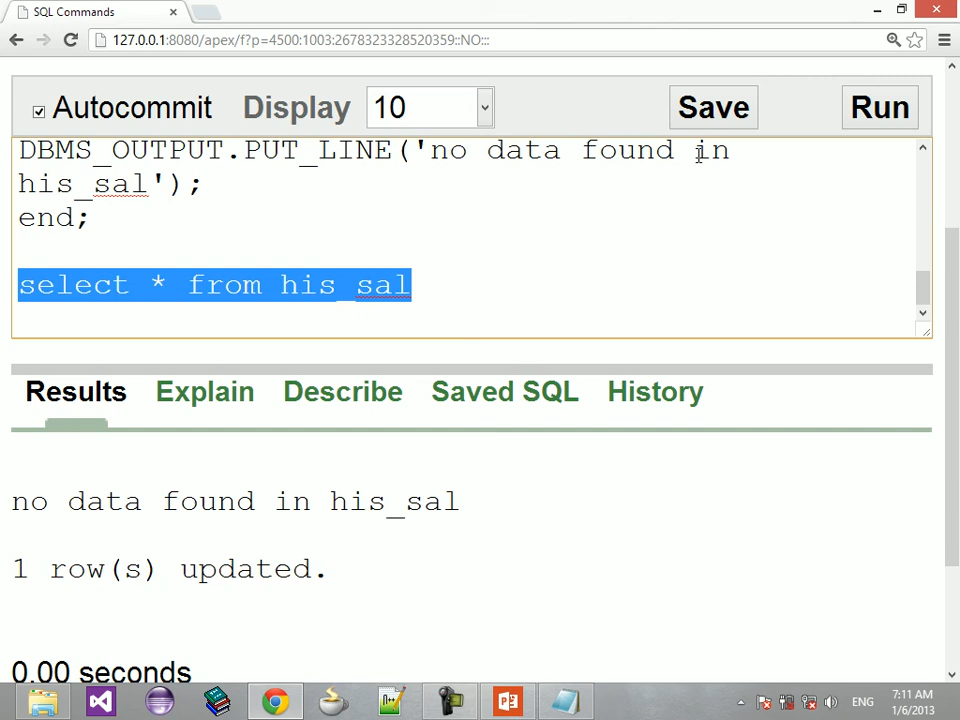 SQL Commands
127.0.0.1:8080/apex/f?p=4500:1003:2678323328520359::NO:::
Autocommit Display 10 Save Run
DBMS_OUTPUT.PUT_LINE('no data found in
his_sal');
end;
select * from his_sal
Results Explain Describe Saved SQL History
no data found in his_sal
1 row(s) updated.
0.00 seconds
ENG
7:11 AM
1/6/2013